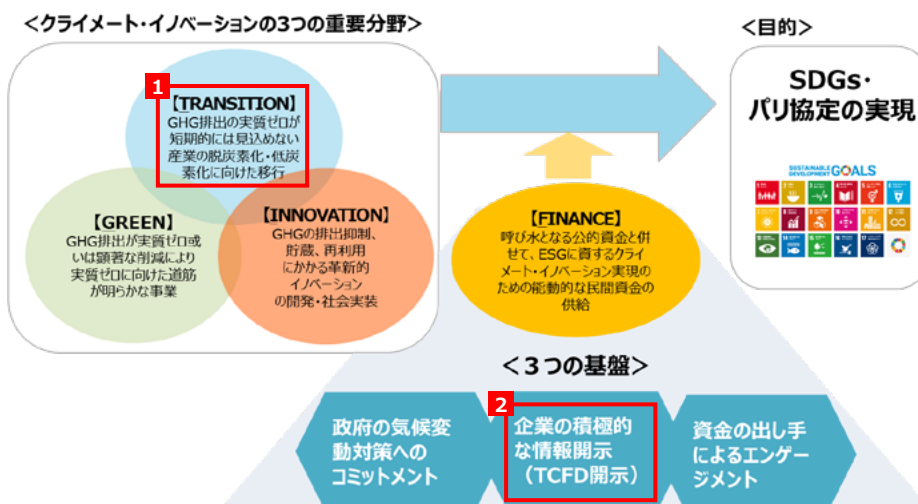 <クライメート・イノベーションの3つの重要分野>
1
【TRANSITION】
GHG排出の実質ゼロが
短期的には見込めない
産業の脱炭素化・低炭
素化に向けた移行
【GREEN】
GHG排出が実質ゼロ或
いは顕著な削減により
実質ゼロに向けた道筋
が明らかな事業
【INNOVATION】
GHGの排出抑制、
貯蔵、再利用
にかかる革新的
イノベーション
の開発・社会実装
【FINANCE】
呼び水となる公的資金と併
せて、ESGに資するクライ
メート・イノベーション実現の
ための能動的な民間資金の
供給
<目的>
SDGs・
パリ協定の実現
SUSTAINABLE
DEVELOPMENT
GOALS
<３つの基盤>
政府の気候変
動対策への
コミットメント
2
企業の積極的
な情報開示
（TCFD開示）
資金の出し手
によるエンゲー
ジメント